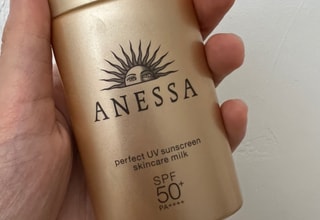 ANESSA
perfect UV sunscreen
skincare milk
SPF
50+
PA++++